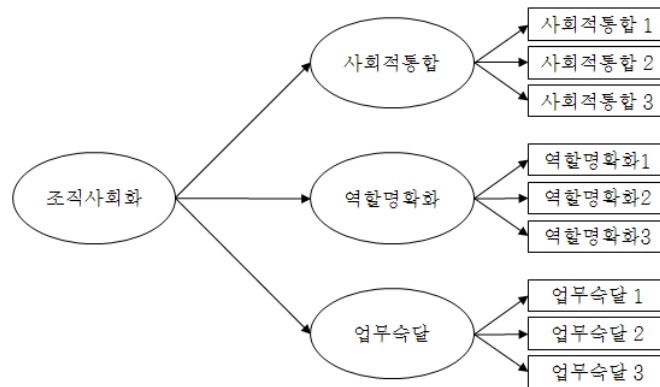 사회적통합 1
사회적통합
사회적통합 2
사회적통합 3
역할명확화1
조직사회화
역할명확화
역할명확화2
역할명확화3
업무숙달 1
업무숙달
업무숙달 2
업무숙달 3